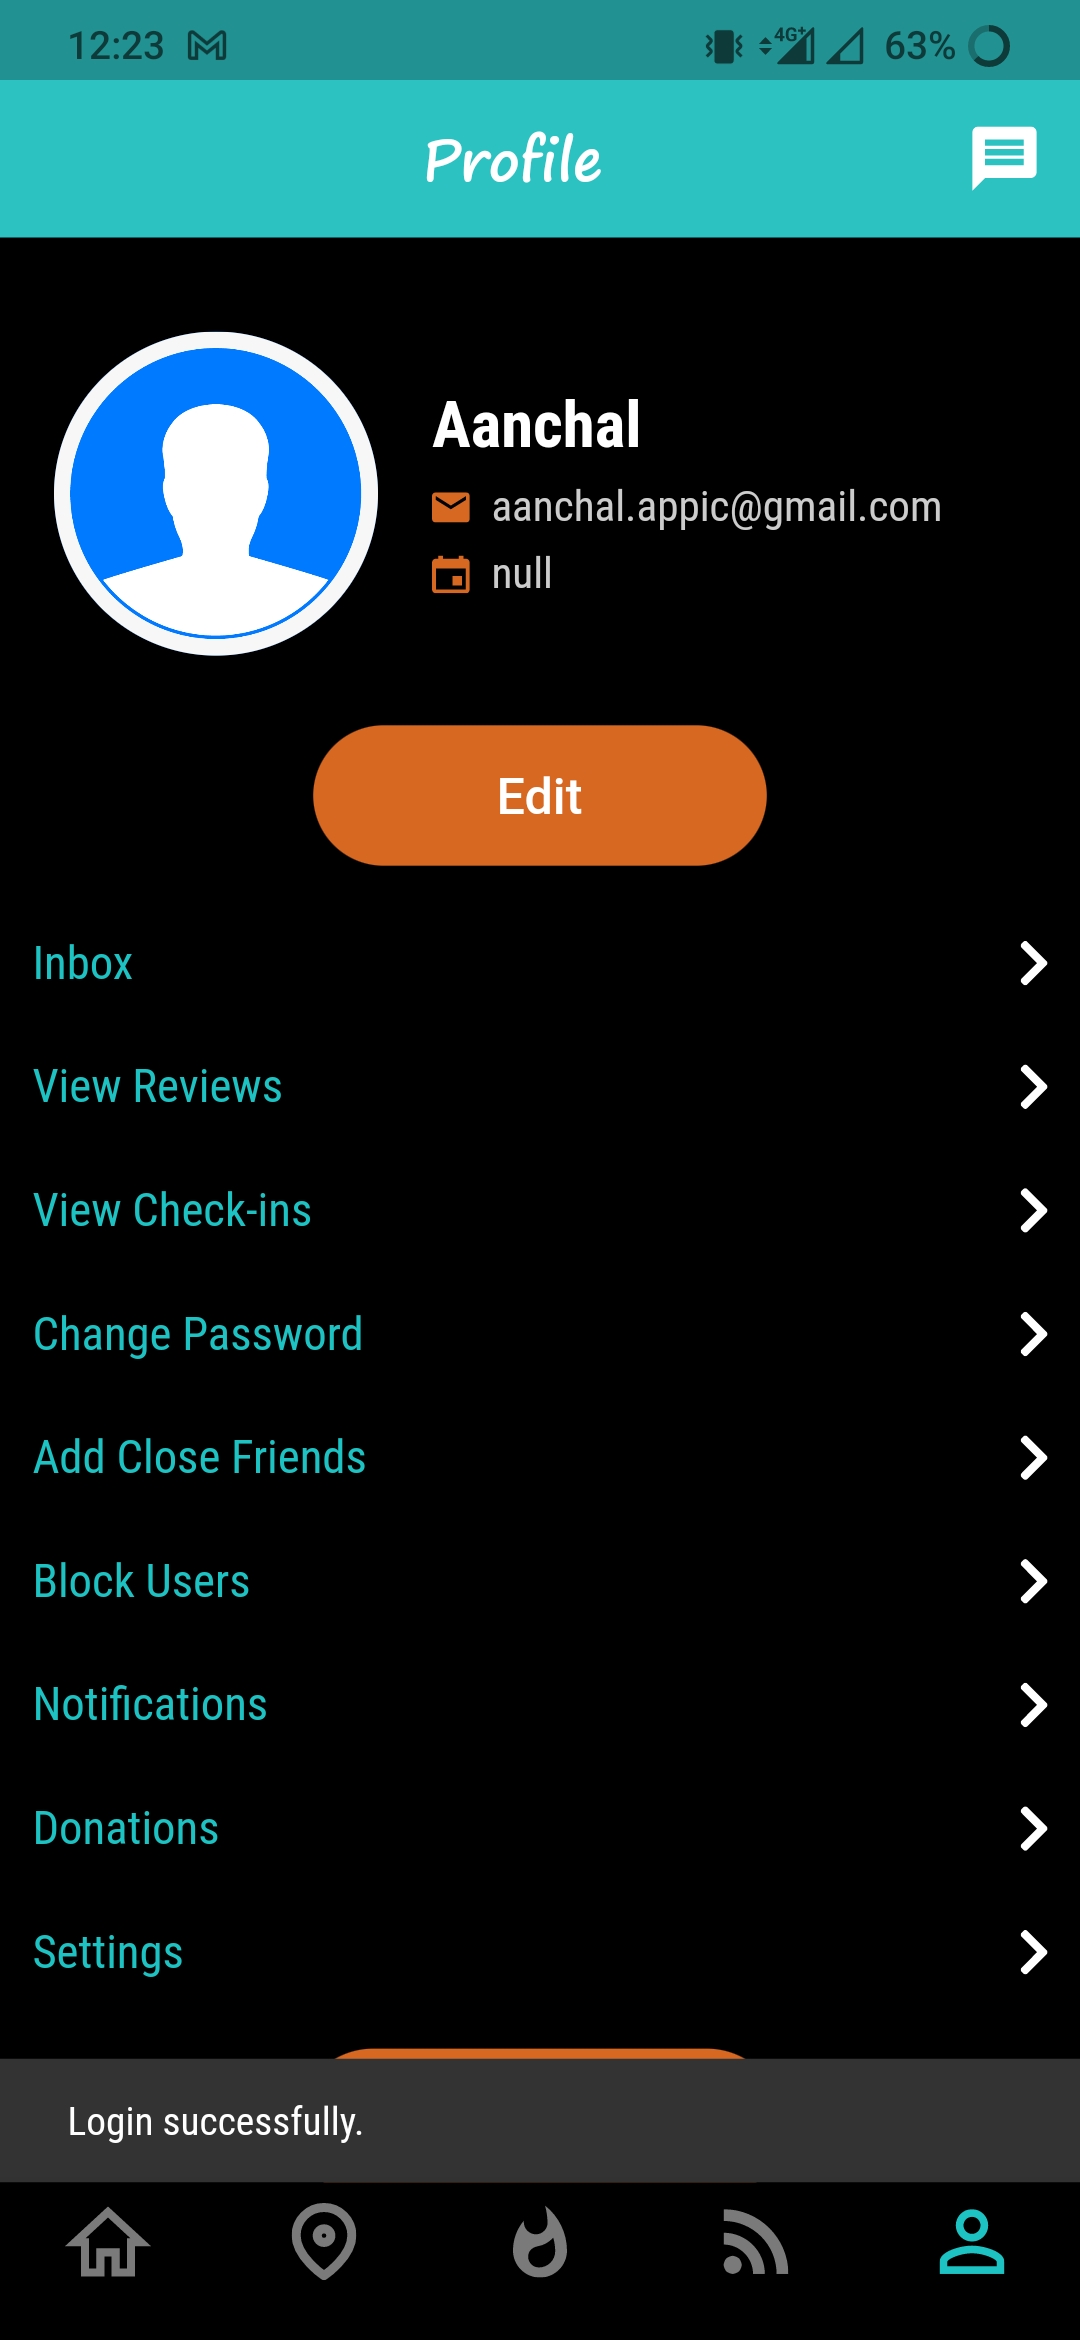 12:23
4G+
63%
Profile
Aanchal
aanchal.appic@gmail.com
null
Edit
Inbox
View Reviews
View Check-ins
Change Password
Add Close Friends
Block Users
Notifications
Donations
Settings
Login successfully.